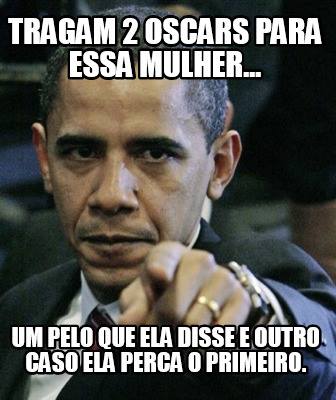 TRAGAM 2 OSCARS PARA
ESSA MULHER...
UM PELO QUE ELA DISSE E OUTRO
CASO ELA PERCA O PRIMEIRO.